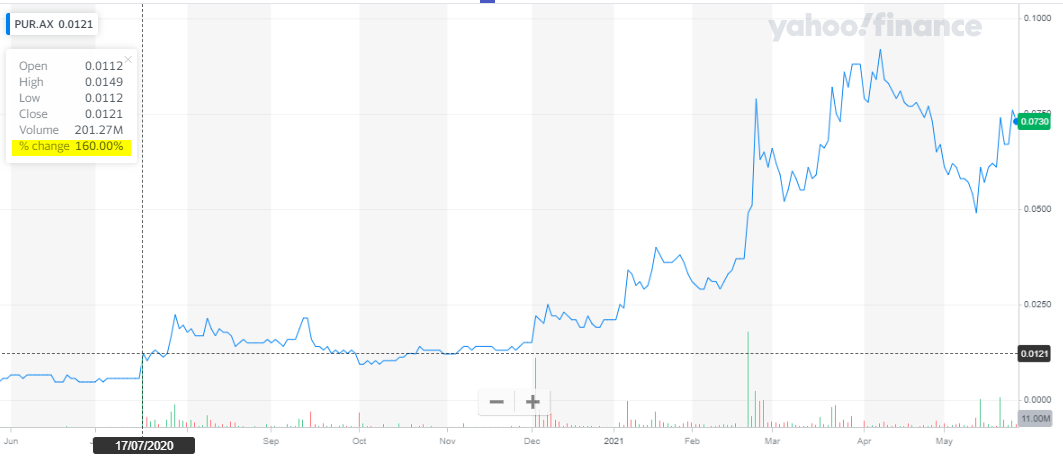 PUR.AX 0.0121
yahoo!finance
0.1000
Open 0.0112
High 0.0149
Low 0.0112
Close 0.0121
Volume 201.27M
% change 160.00%
0.0730
0.0500
0.0250
0.0121
0.0000
11.00M
Jun
Sep
Oct
Nov
Dec
2021
Feb
Mar
Apr
May
17/07/2020